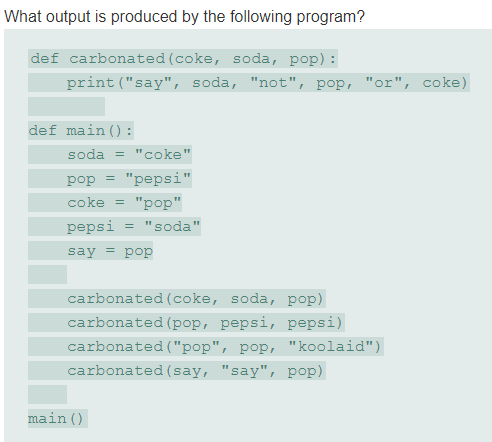 What output is produced by the following program?
def carbonated(coke, soda, pop):
    print("say", soda, "not", pop, "or", coke)
def main():
    soda = "coke"
    pop = "pepsi"
    coke = "pop"
    pepsi = "soda"
    say = pop
    carbonated(coke, soda, pop)
    carbonated(pop, pepsi, pepsi)
    carbonated("pop", pop, "koolaid")
    carbonated(say, "say", pop)
main()